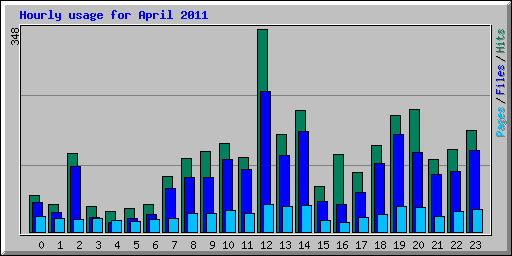 Hourly usage for April 2011
348
Pages / Files / Hits
0 1 2 3 4 5 6 7 8 9 10 11 12 13 14 15 16 17 18 19 20 21 22 23